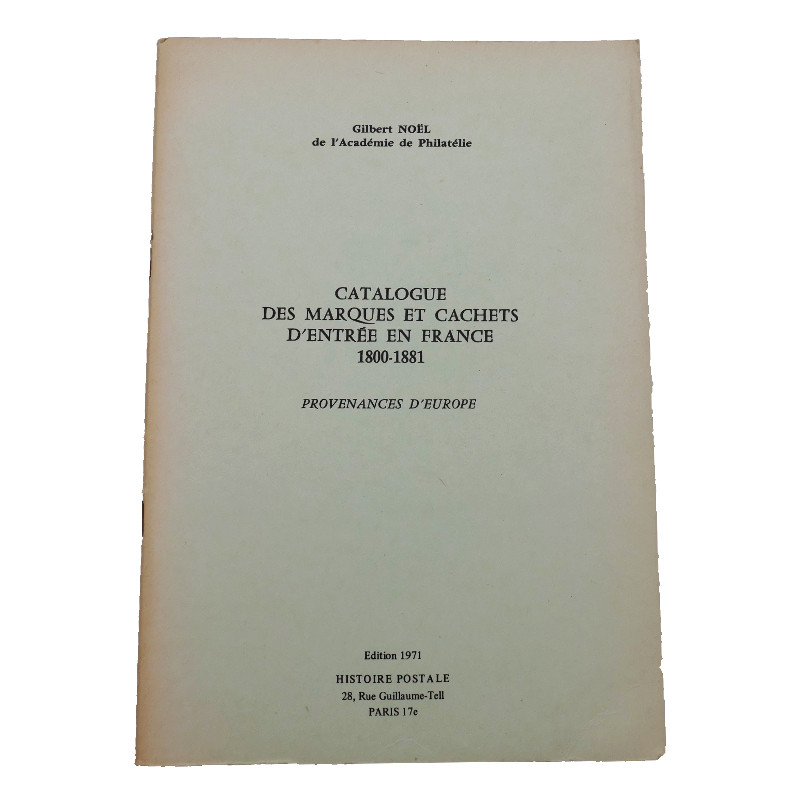 Gilbert NOËL
de l'Académie de Philatélie
CATALOGUE
DES MARQUES ET CACHETS
D'ENTRÉE EN FRANCE
1800-1881
PROVENANCES D'EUROPE
Edition 1971
HISTOIRE POSTALE
28, Rue Guillaume-Tell
PARIS 17e